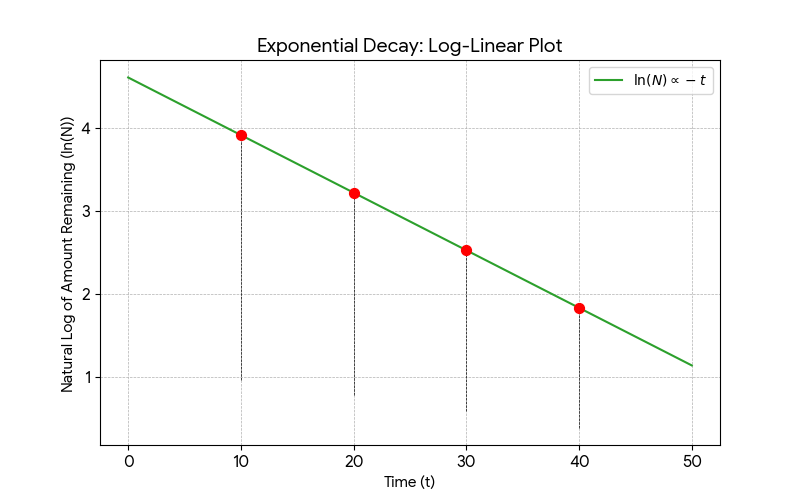 Exponential Decay: Log-Linear Plot
ln(N) ∝ − t
Natural Log of Amount Remaining (ln(N))
4
3
2
1
0 10 20 30 40 50
Time (t)